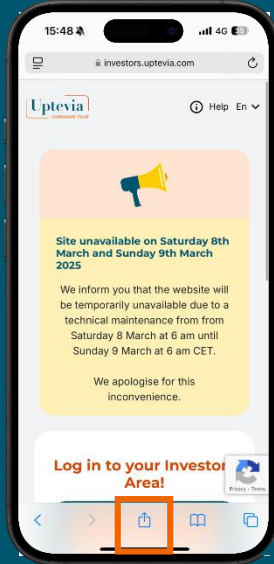 15:48
4G
investors.uptevia.com
Uptevia
CORPORATE TRUST
Help En
Site unavailable on Saturday 8th
March and Sunday 9th March
2025
We inform you that the website will
be temporarily unavailable due to a
technical maintenance from from
Saturday 8 March at 6 am until
Sunday 9 March at 6 am CET.
We apologise for this
inconvenience.
Log in to your Investor
Area!
Privacy - Terms